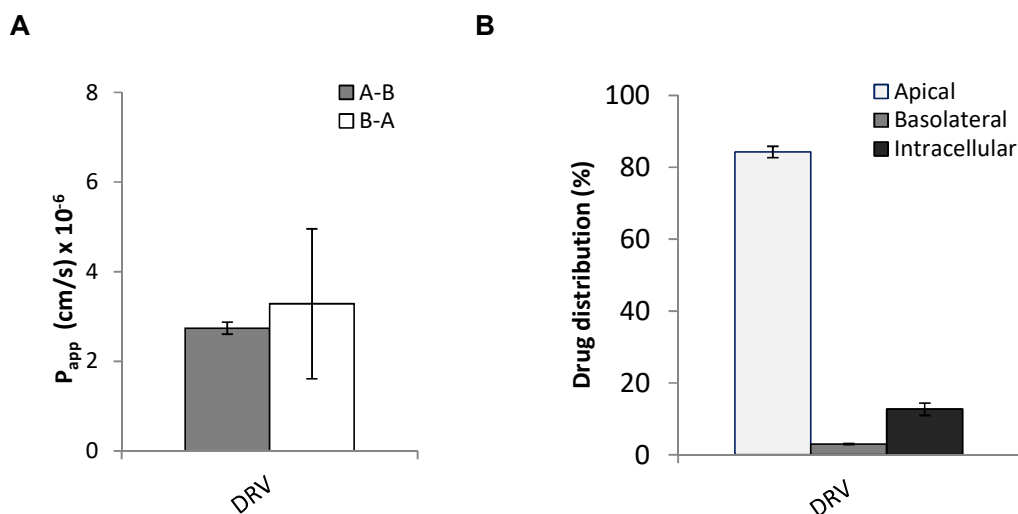 A
8
6
4
2
0
P_app (cm/s) x 10⁻⁶
A-B
B-A
DRV
B
100
80
60
40
20
0
Drug distribution (%)
Apical
Basolateral
Intracellular
DRV